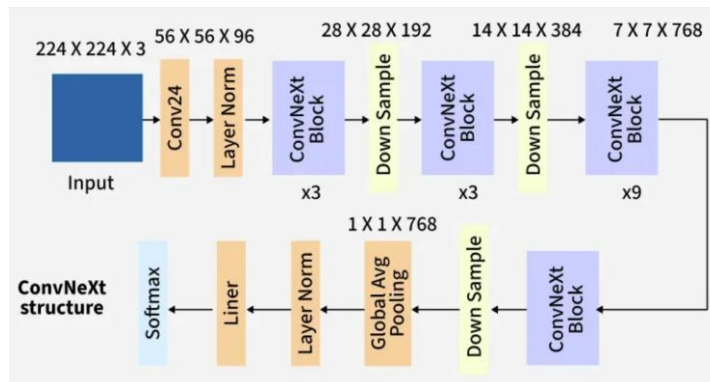 224 X 224 X 3
56 X 56 X 96
28 X 28 X 192
14 X 14 X 384
7 X 7 X 768
Input
Conv24
Layer Norm
ConvNeXt
Block
x3
Down Sample
ConvNeXt
Block
x3
Down Sample
ConvNeXt
Block
x9
1 X 1 X 768
ConvNeXt
structure
Softmax
Liner
Layer Norm
Global Avg
Pooling
Down Sample
ConvNeXt
Block